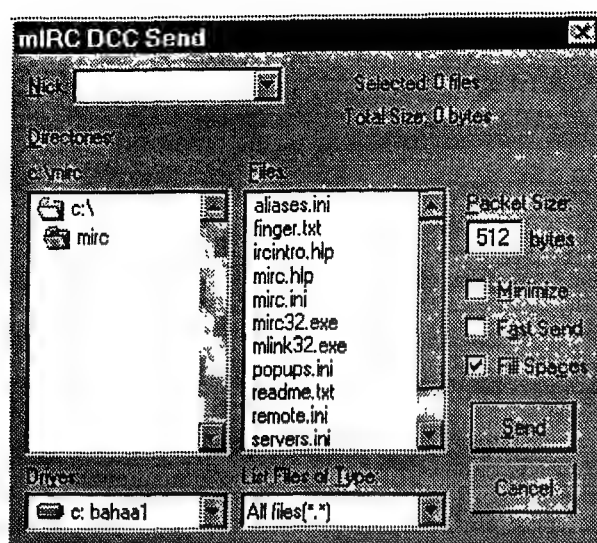 mIRC DCC Send
Nick:
Selected: 0 files
Total Size: 0 bytes
Directories:
c:\mirc
c:\
mirc
Files:
aliases.ini
finger.txt
ircintro.hlp
mirc.hlp
mirc.ini
mirc32.exe
mlink32.exe
popups.ini
readme.txt
remote.ini
servers.ini
Packet Size:
512 bytes
Minimize
Fast Send
Fill Spaces
Send
Cancel
Drives:
c: bahaa1
List Files of Type:
All files(*.*)